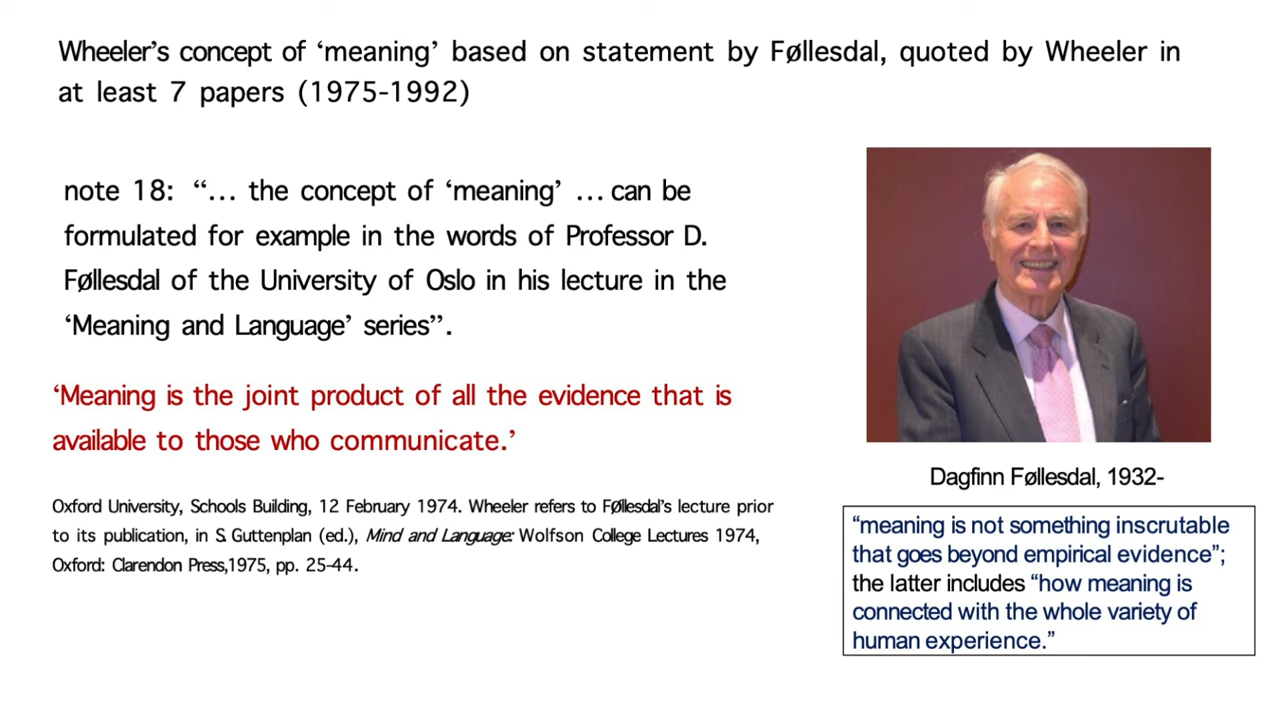 Wheeler’s concept of ‘meaning’ based on statement by Føllesdal, quoted by Wheeler in
at least 7 papers (1975-1992)
note 18: “… the concept of ‘meaning’ … can be
formulated for example in the words of Professor D.
Føllesdal of the University of Oslo in his lecture in the
‘Meaning and Language’ series”.
‘Meaning is the joint product of all the evidence that is
available to those who communicate.’
Oxford University, Schools Building, 12 February 1974. Wheeler refers to Føllesdal’s lecture prior
to its publication, in S. Guttenplan (ed.), Mind and Language: Wolfson College Lectures 1974,
Oxford: Clarendon Press,1975, pp. 25-44.
Dagfinn Føllesdal, 1932-
“meaning is not something inscrutable
that goes beyond empirical evidence”;
the latter includes “how meaning is
connected with the whole variety of
human experience.”